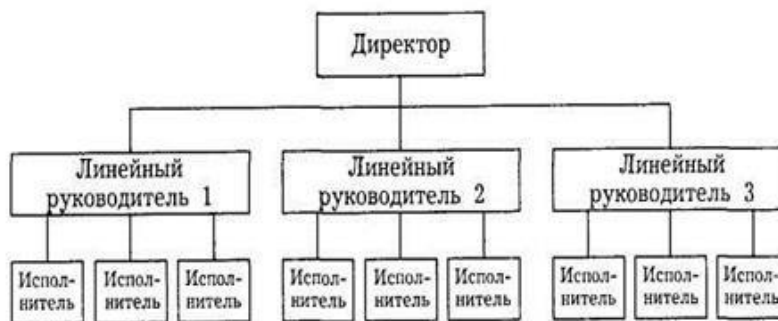 Директор
Линейный
руководитель 1
Линейный
руководитель 2
Линейный
руководитель 3
Испол-
нитель
Испол-
нитель
Испол-
нитель
Испол-
нитель
Испол-
нитель
Испол-
нитель
Испол-
нитель
Испол-
нитель
Испол-
нитель